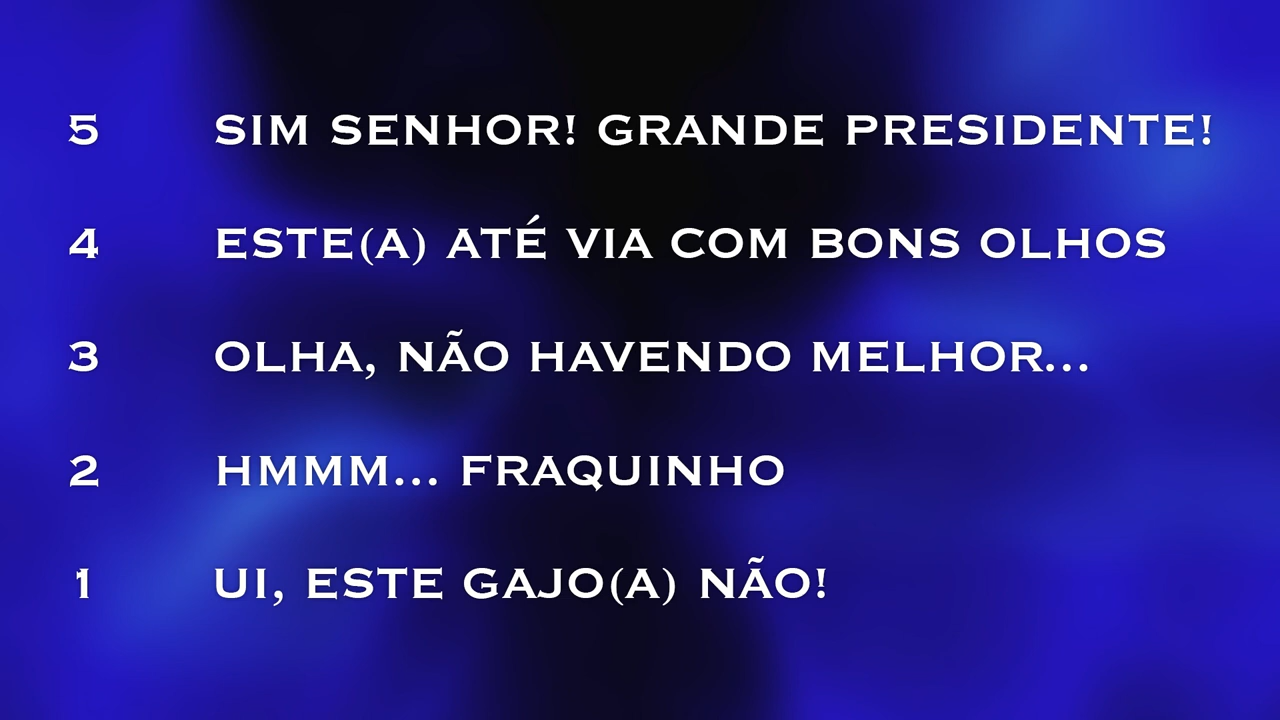 5 SIM SENHOR! GRANDE PRESIDENTE!
4 ESTE(A) ATÉ VIA COM BONS OLHOS
3 OLHA, NÃO HAVENDO MELHOR...
2 HMMM... FRAQUINHO
1 UI, ESTE GAJO(A) NÃO!